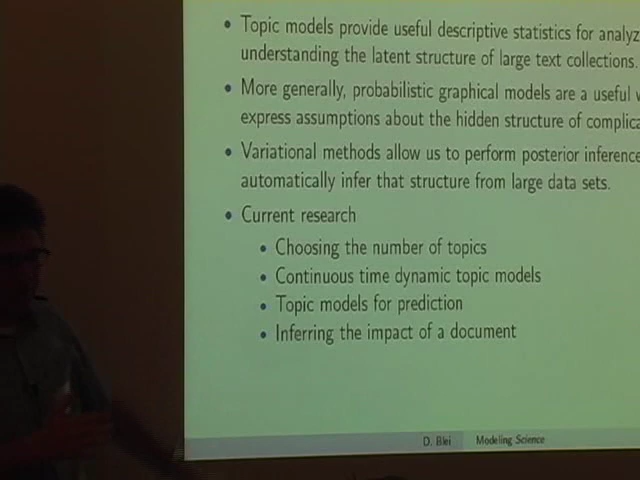 Topic models provide useful descriptive statistics for analyz
understanding the latent structure of large text collections.
More generally, probabilistic graphical models are a useful
express assumptions about the hidden structure of complica
Variational methods allow us to perform posterior inference
automatically infer that structure from large data sets.
Current research
Choosing the number of topics
Continuous time dynamic topic models
Topic models for prediction
Inferring the impact of a document
D. Blei Modeling Science